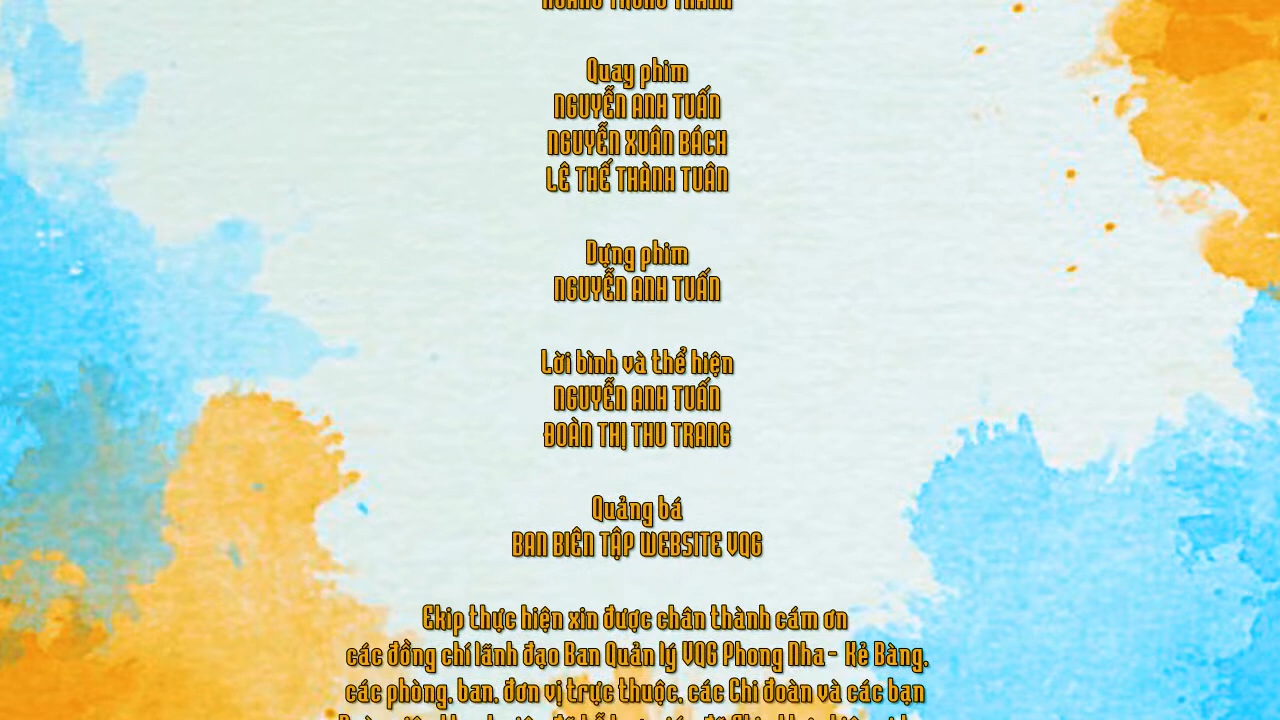 Quay phim
NGUYỄN ANH TUẤN
NGUYỄN XUÂN BÁCH
LÊ THẾ THÀNH TUÂN
Dựng phim
NGUYỄN ANH TUẤN
Lời bình và thể hiện
NGUYỄN ANH TUẤN
ĐOÀN THỊ THU TRANG
Quảng bá
BAN BIÊN TẬP WEBSITE VQG
Ekip thực hiện xin được chân thành cám ơn
các đồng chí lãnh đạo Ban Quản lý VQG Phong Nha - Kẻ Bàng,
các phòng, ban, đơn vị trực thuộc, các Chi đoàn và các bạn